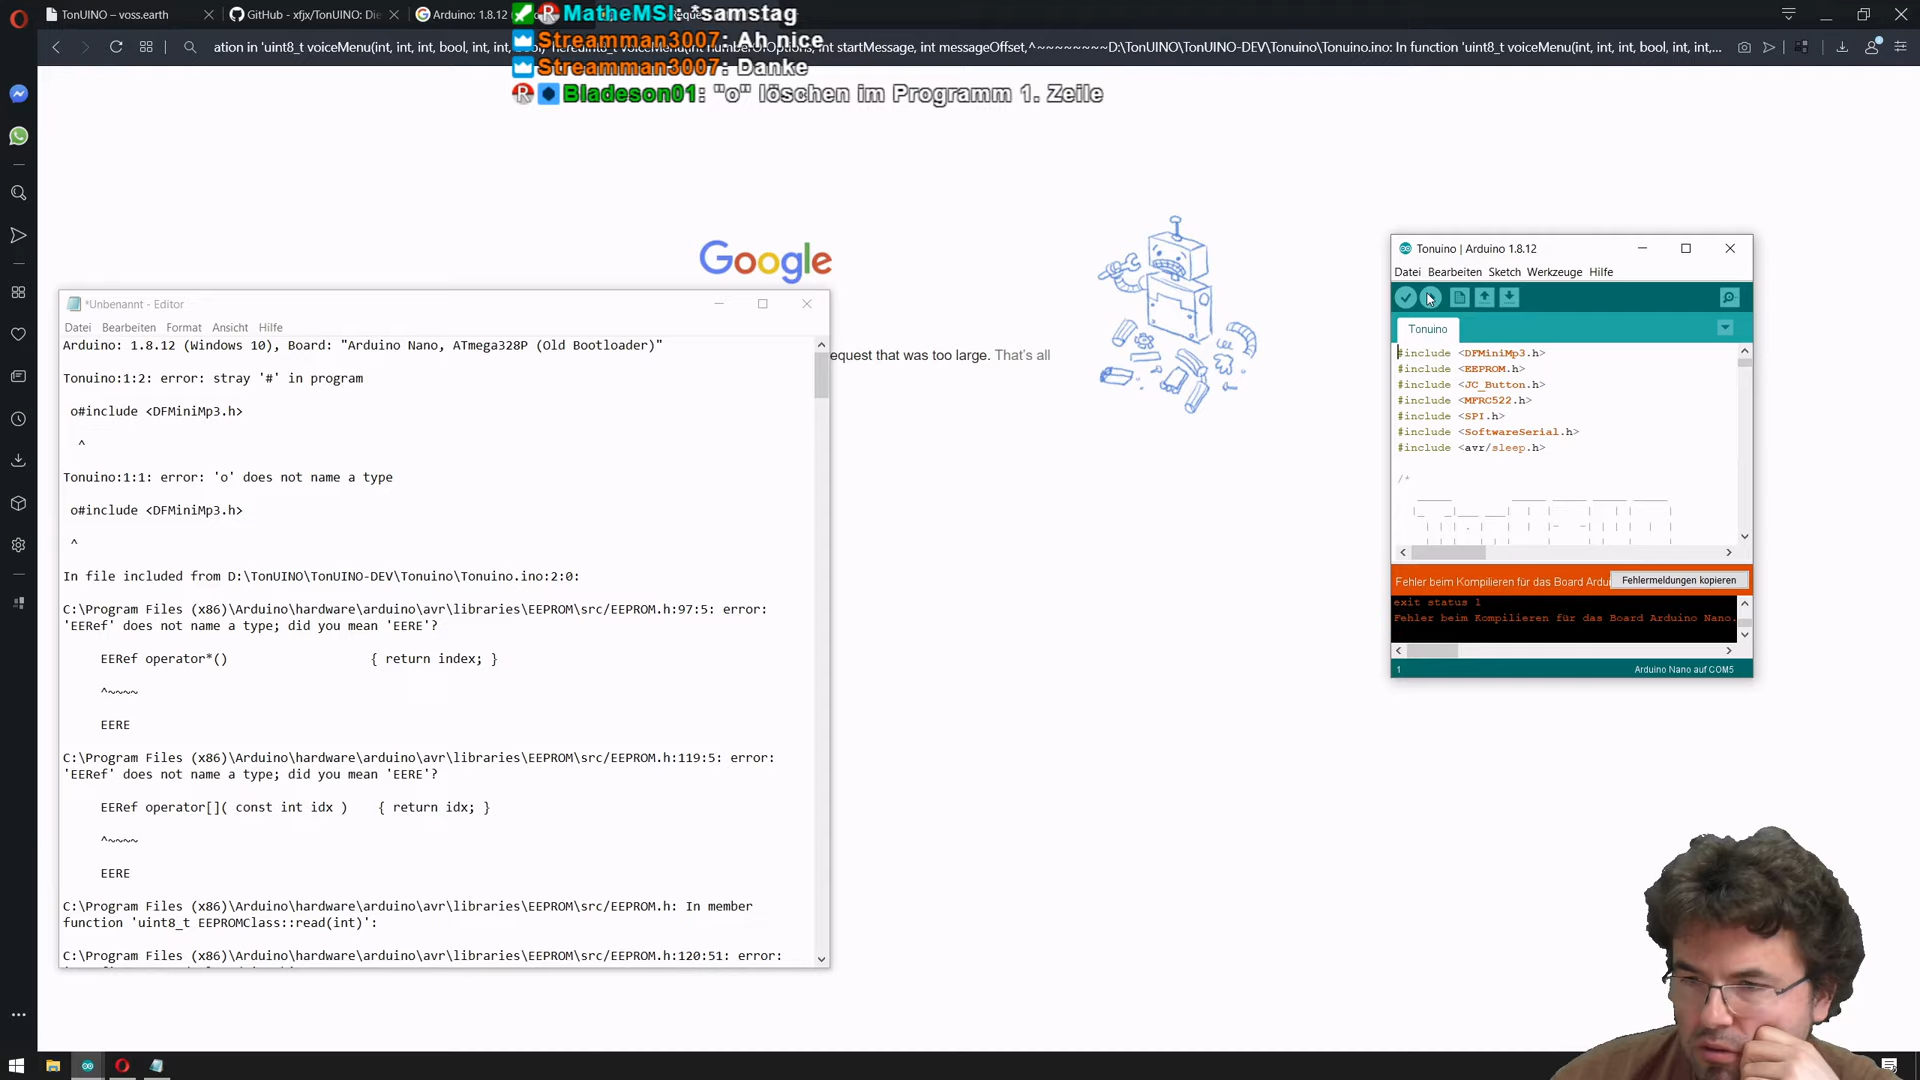 TonUINO – voss.earth
GitHub - xfjx/TonUINO: Die
Arduino: 1.8.12
MatheMSI: *samstag
Streamman3007: Ah nice
Streamman3007: Danke
Bladeson01: "o" löschen im Programm 1. Zeile
ation in 'uint8_t voiceMenu(int, int, bool, int, int,
int startMessage, int messageOffset,^~~~~~~~~D:\TonUINO\TonUINO-DEV\Tonuino\Tonuino.ino: In function 'uint8_t voiceMenu(int, int, bool, int, int,...
Google
equest that was too large. That's all
*Unbenannt - Editor
Datei Bearbeiten Format Ansicht Hilfe
Arduino: 1.8.12 (Windows 10), Board: "Arduino Nano, ATmega328P (Old Bootloader)"
Tonuino:1:2: error: stray '#' in program
o#include <DFMiniMp3.h>
^
Tonuino:1:1: error: 'o' does not name a type
o#include <DFMiniMp3.h>
^
In file included from D:\TonUINO\TonUINO-DEV\Tonuino\Tonuino.ino:2:0:
C:\Program Files (x86)\Arduino\hardware\arduino\avr\libraries\EEPROM\src/EEPROM.h:97:5: error:
'EERef' does not name a type; did you mean 'EERE'?
EERef operator*() { return index; }
^~~~~
EERE
C:\Program Files (x86)\Arduino\hardware\arduino\avr\libraries\EEPROM\src/EEPROM.h:119:5: error:
'EERef' does not name a type; did you mean 'EERE'?
EERef operator[]( const int idx ) { return idx; }
^~~~~
EERE
C:\Program Files (x86)\Arduino\hardware\arduino\avr\libraries\EEPROM\src/EEPROM.h: In member
function 'uint8_t EEPROMClass::read(int)':
C:\Program Files (x86)\Arduino\hardware\arduino\avr\libraries\EEPROM\src/EEPROM.h:120:51: error:
Tonuino | Arduino 1.8.12
Datei Bearbeiten Sketch Werkzeuge Hilfe
Tonuino
#include <DFMiniMp3.h>
#include <EEPROM.h>
#include <JC_Button.h>
#include <MFRC522.h>
#include <SPI.h>
#include <SoftwareSerial.h>
#include <avr/sleep.h>
/*
Fehler beim Kompilieren für das Board Ardui
Fehlermeldungen kopieren
exit status 1
Fehler beim Kompilieren für das Board Arduino Nano.
1
Arduino Nano auf COM5